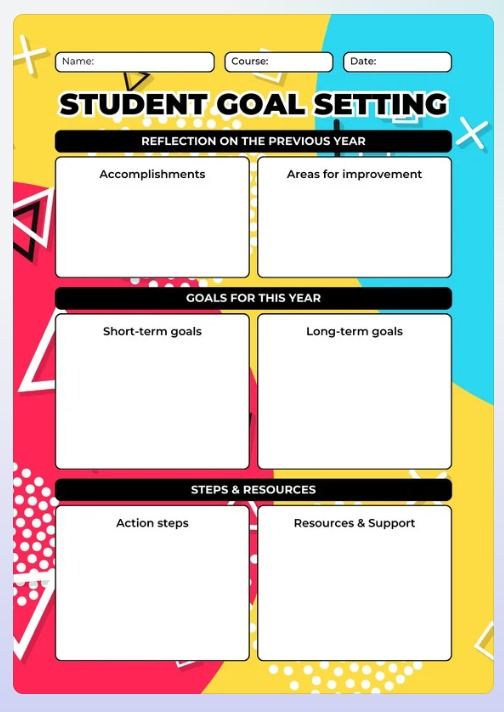 Name:
Course:
Date:
STUDENT GOAL SETTING
REFLECTION ON THE PREVIOUS YEAR
Accomplishments
Areas for improvement
GOALS FOR THIS YEAR
Short-term goals
Long-term goals
STEPS & RESOURCES
Action steps
Resources & Support